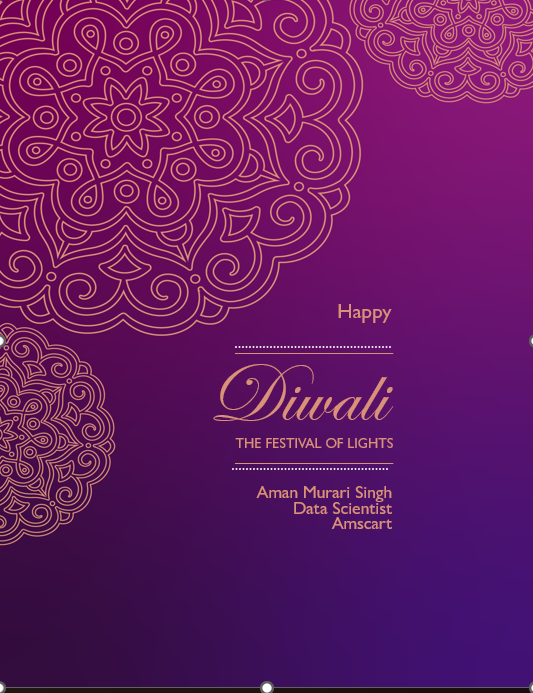 Happy
Diwali
THE FESTIVAL OF LIGHTS
Aman Murari Singh
Data Scientist
Amscart